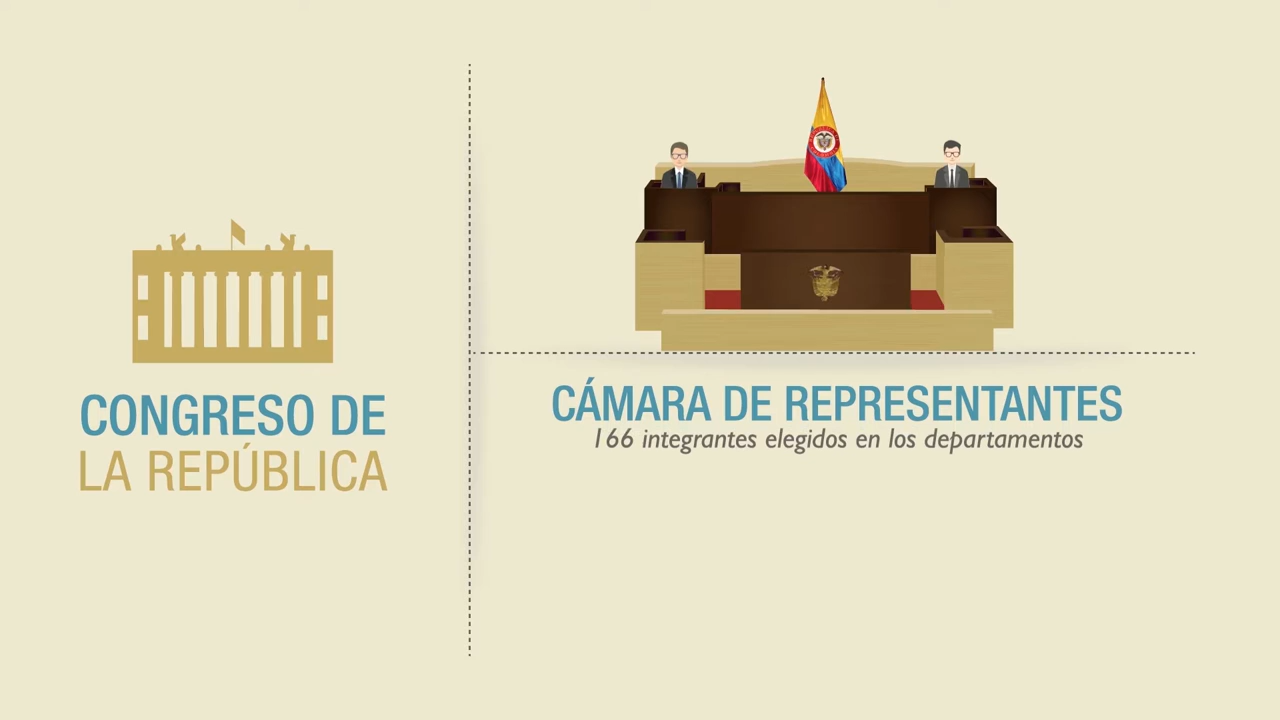 CONGRESO DE
LA REPÚBLICA
CÁMARA DE REPRESENTANTES
166 integrantes elegidos en los departamentos